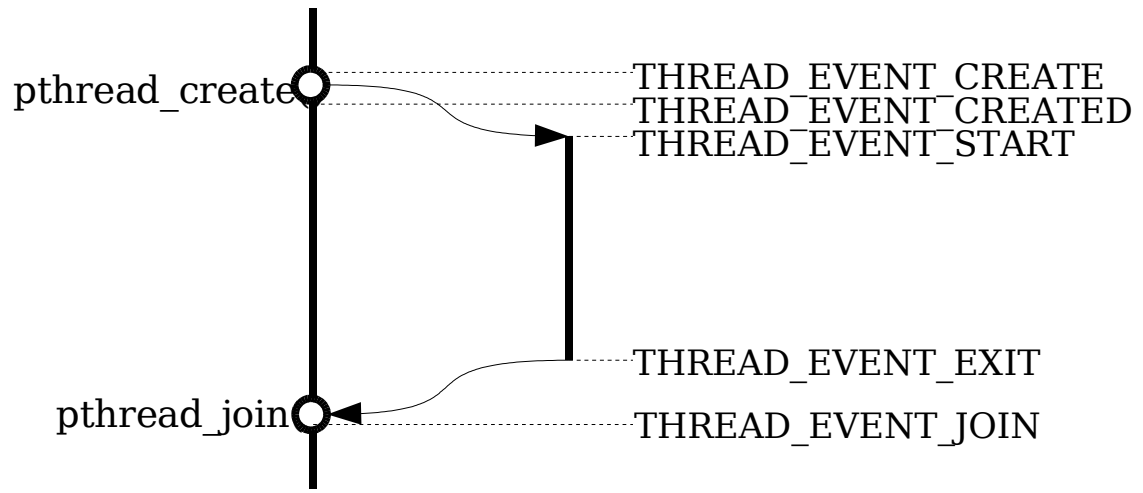 pthread_create
THREAD_EVENT_CREATE
THREAD_EVENT_CREATED
THREAD_EVENT_START
THREAD_EVENT_EXIT
pthread_join
THREAD_EVENT_JOIN